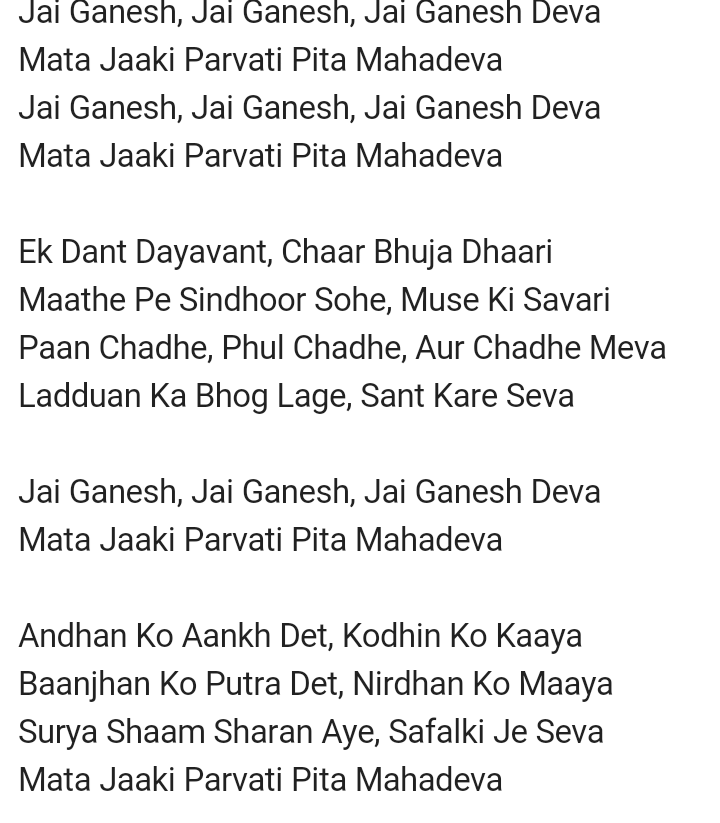 Jai Ganesh, Jai Ganesh, Jai Ganesh Deva
Mata Jaaki Parvati Pita Mahadeva
Jai Ganesh, Jai Ganesh, Jai Ganesh Deva
Mata Jaaki Parvati Pita Mahadeva
Ek Dant Dayavant, Chaar Bhuja Dhaari
Maathe Pe Sindhoor Sohe, Muse Ki Savari
Paan Chadhe, Phul Chadhe, Aur Chadhe Meva
Ladduan Ka Bhog Lage, Sant Kare Seva
Jai Ganesh, Jai Ganesh, Jai Ganesh Deva
Mata Jaaki Parvati Pita Mahadeva
Andhan Ko Aankh Det, Kodhin Ko Kaaya
Baanjhan Ko Putra Det, Nirdhan Ko Maaya
Surya Shaam Sharan Aye, Safalki Je Seva
Mata Jaaki Parvati Pita Mahadeva